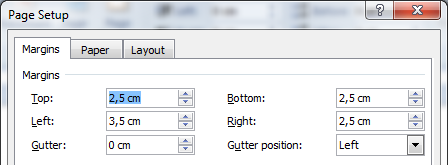 Page Setup
Margins Paper Layout
Margins
Top: 2,5 cm Bottom: 2,5 cm
Left: 3,5 cm Right: 2,5 cm
Gutter: 0 cm Gutter position: Left